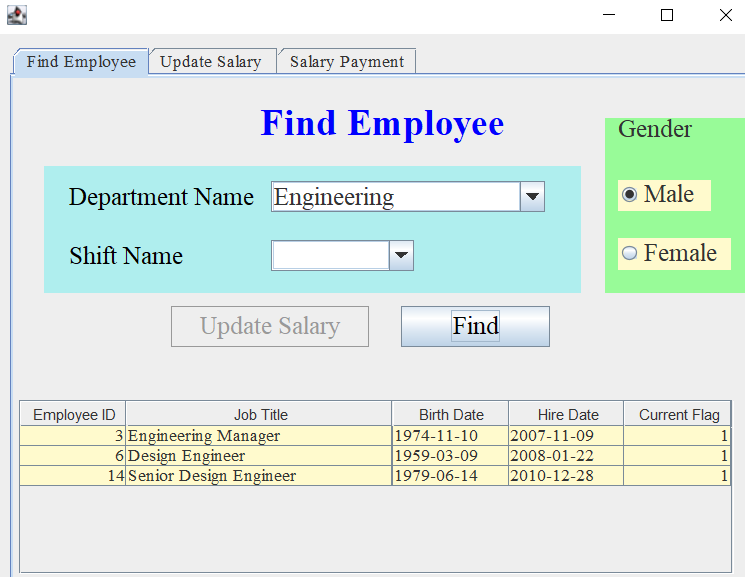 Find Employee Update Salary Salary Payment
Find Employee
Gender
Department Name Engineering
Male
Shift Name
Female
Update Salary Find
Employee ID Job Title Birth Date Hire Date Current Flag
3 Engineering Manager 1974-11-10 2007-11-09 1
6 Design Engineer 1959-03-09 2008-01-22 1
14 Senior Design Engineer 1979-06-14 2010-12-28 1